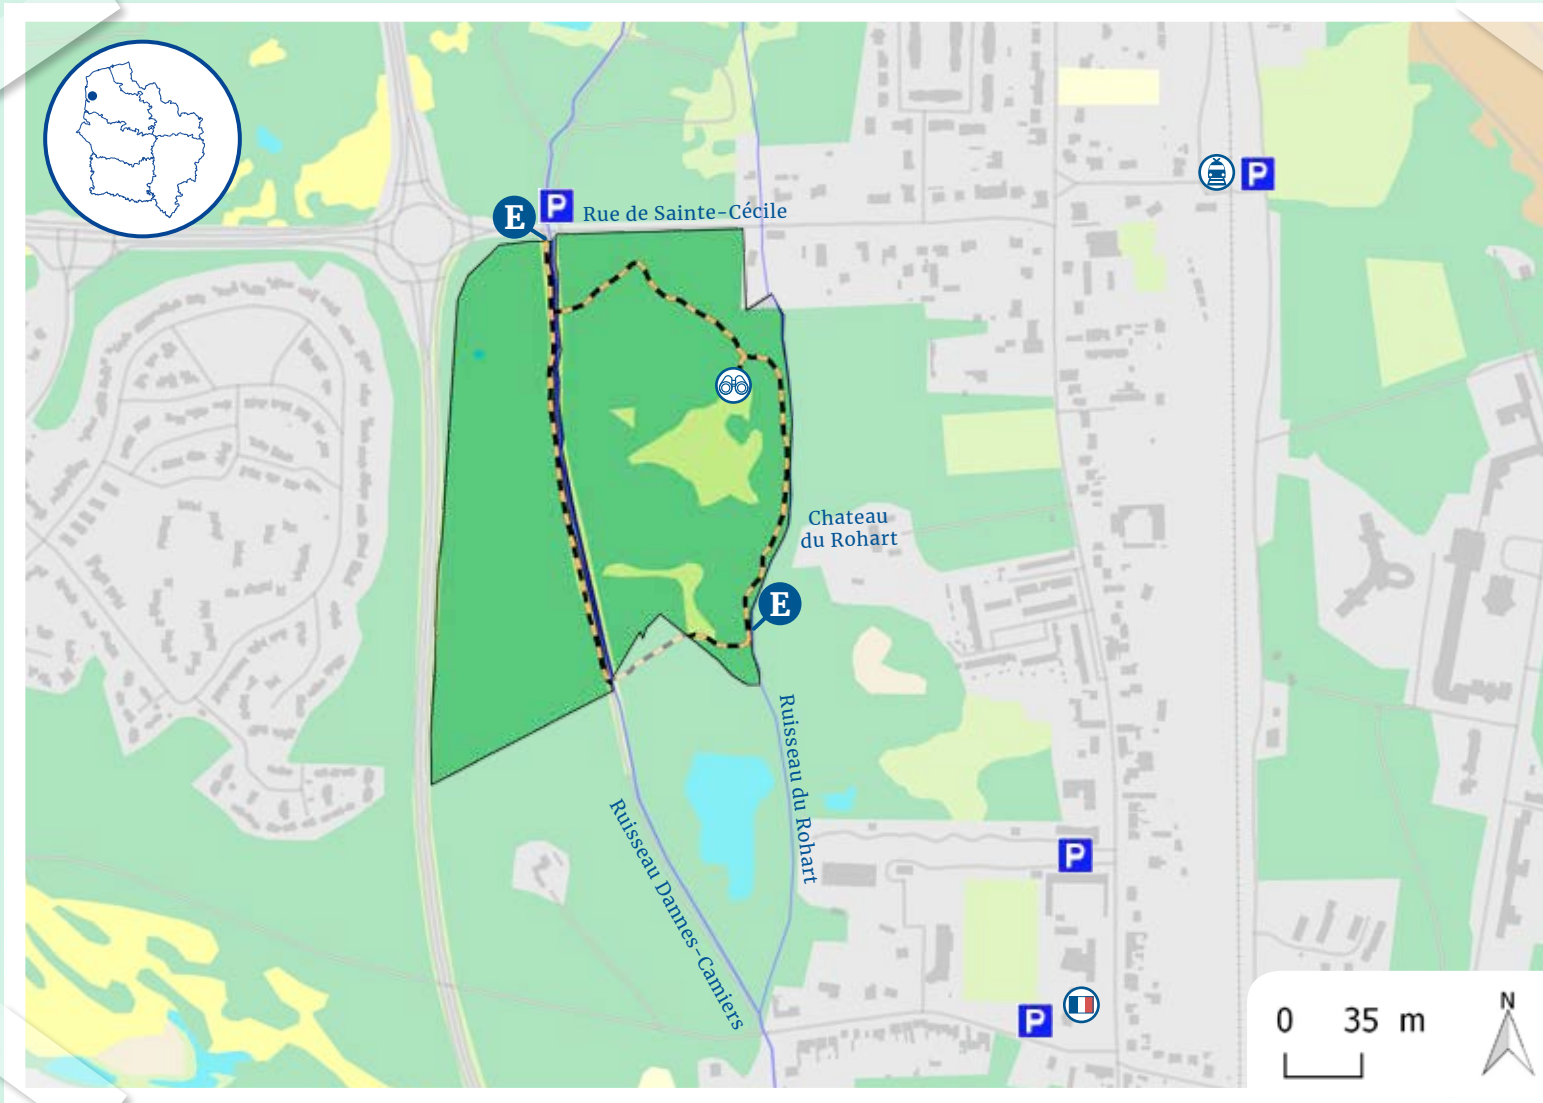 P
E
P
Rue de Sainte-Cécile
Chateau
du Rohart
E
Ruisseau du Rohart
Ruisseau Dannes-Camiers
P
P
N
0 35 m